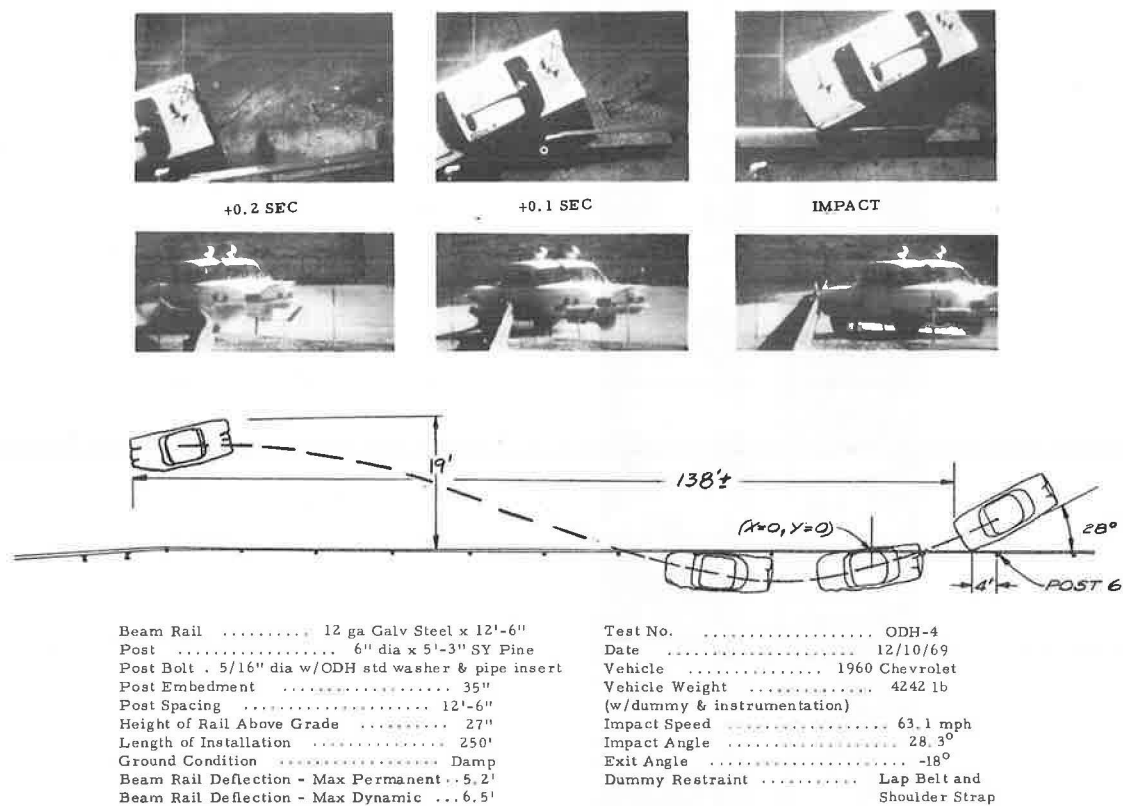 +0.2 SEC
+0.1 SEC
IMPACT
19'
138'±
(X=0, Y=0)
28°
4'
POST 6
Beam Rail .......... 12 ga Galv Steel x 12'-6"
Post ................. 6" dia x 5'-3" SY Pine
Post Bolt . 5/16" dia w/ODH std washer & pipe insert
Post Embedment .................... 35"
Post Spacing ..................... 12'-6"
Height of Rail Above Grade ......... 27"
Length of Installation .............. 250'
Ground Condition ................ Damp
Beam Rail Deflection - Max Permanent .. 5.2'
Beam Rail Deflection - Max Dynamic ... 6.5'
Test No. .................. ODH-4
Date ..................... 12/10/69
Vehicle ............. 1960 Chevrolet
Vehicle Weight ............. 4242 lb
(w/dummy & instrumentation)
Impact Speed ............... 63.1 mph
Impact Angle ................. 28.3°
Exit Angle .................... -18°
Dummy Restraint ........... Lap Belt and
Shoulder Strap